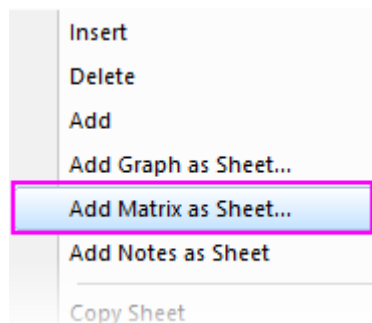 Insert
Delete
Add
Add Graph as Sheet...
Add Matrix as Sheet...
Add Notes as Sheet
Copy Sheet